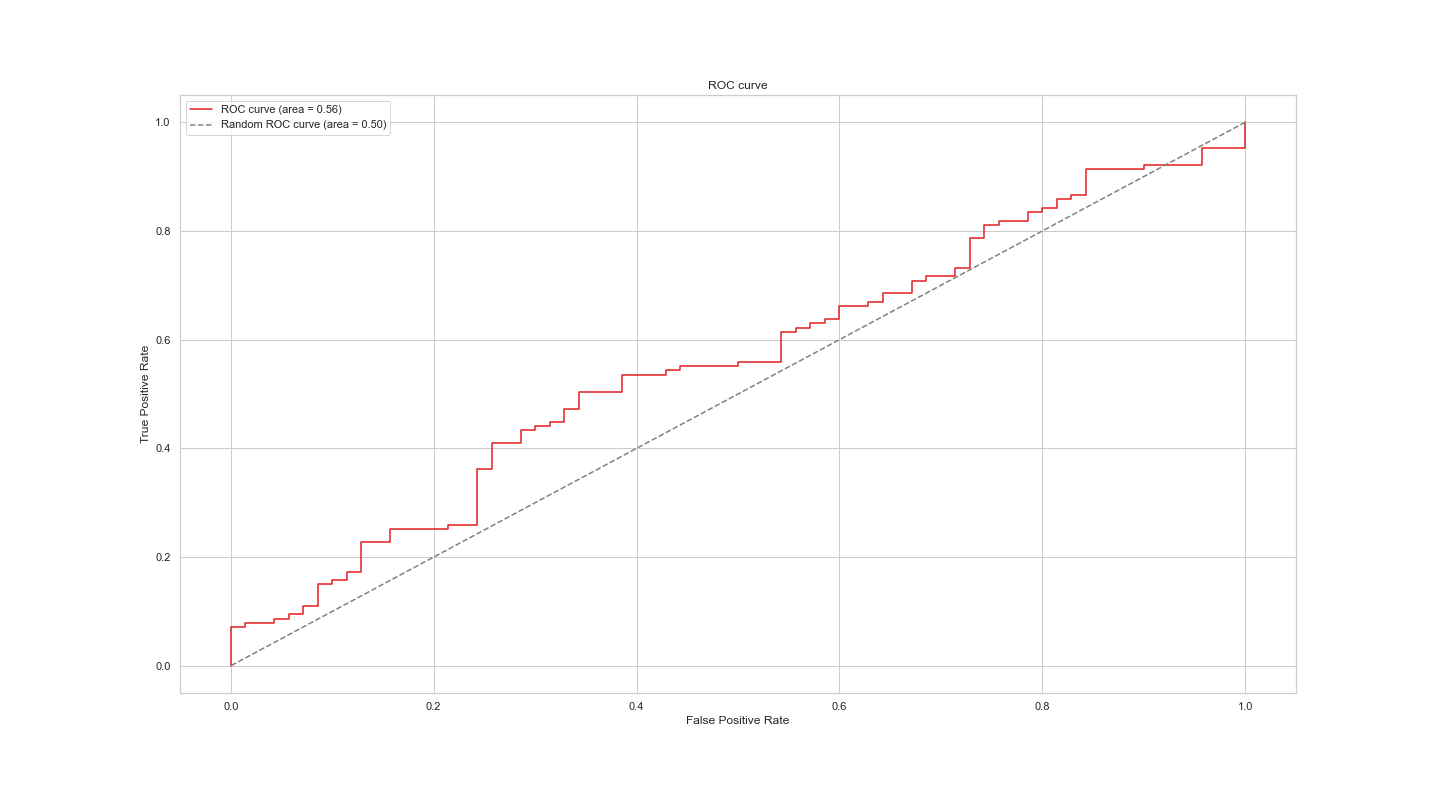 ROC curve
ROC curve (area = 0.56)
Random ROC curve (area = 0.50)
True Positive Rate
1.0
0.8
0.6
0.4
0.2
0.0
0.0 0.2 0.4 0.6 0.8 1.0
False Positive Rate